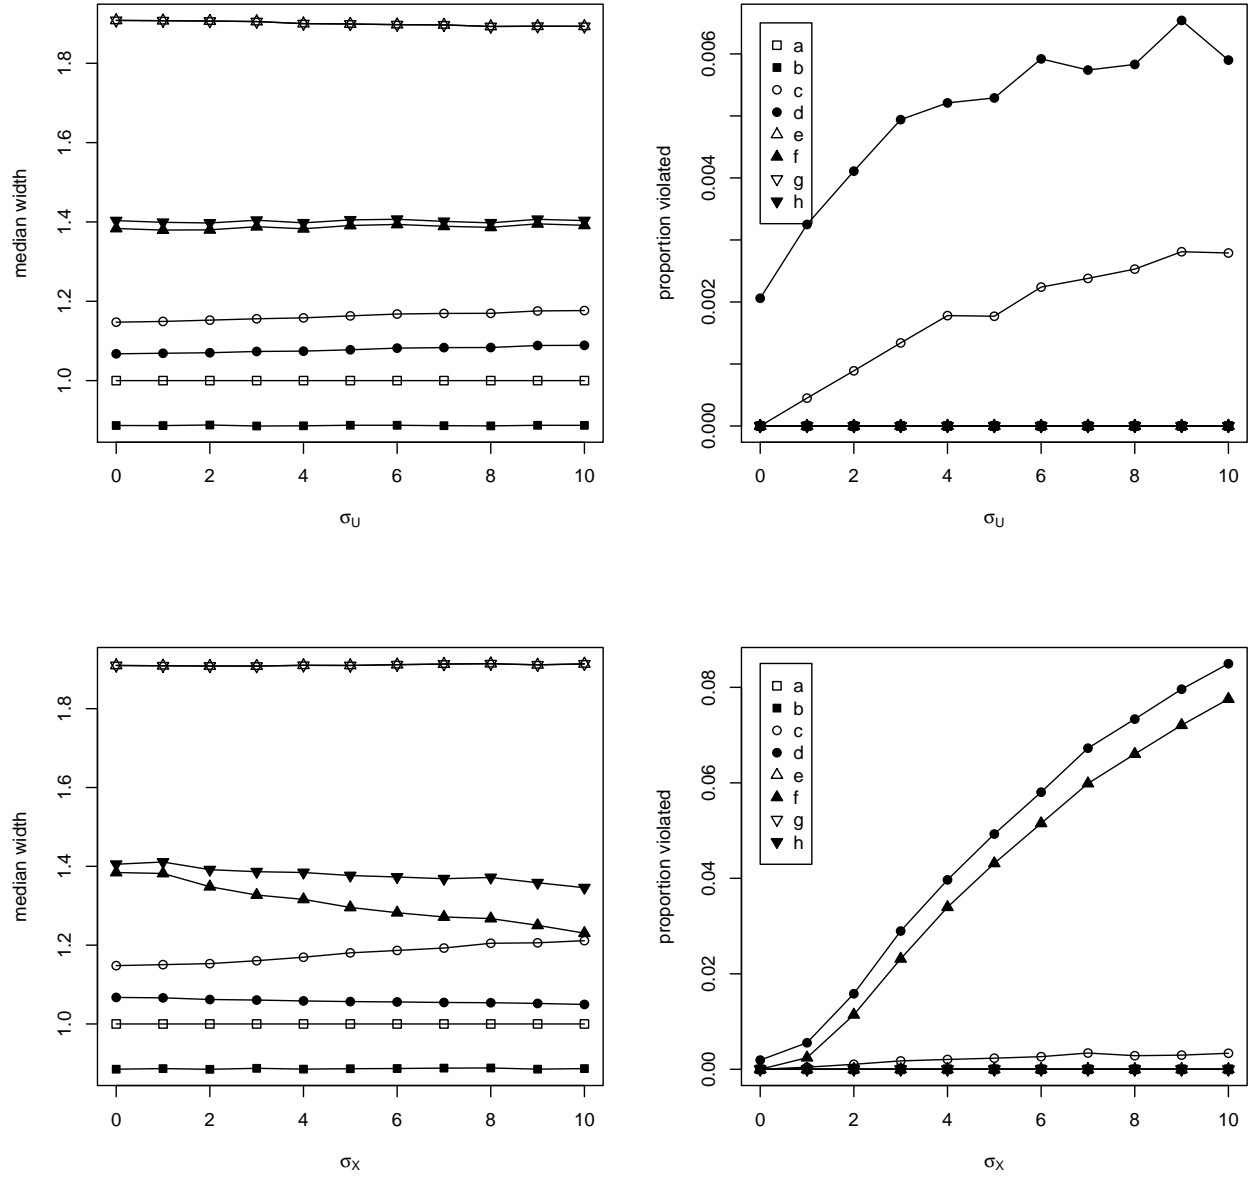 median width
1.0 1.2 1.4 1.6 1.8
0 2 4 6 8 10
σU
proportion violated
0.000 0.002 0.004 0.006
a
b
c
d
e
f
g
h
0 2 4 6 8 10
σU
median width
1.0 1.2 1.4 1.6 1.8
0 2 4 6 8 10
σX
proportion violated
0.00 0.02 0.04 0.06 0.08
a
b
c
d
e
f
g
h
0 2 4 6 8 10
σX